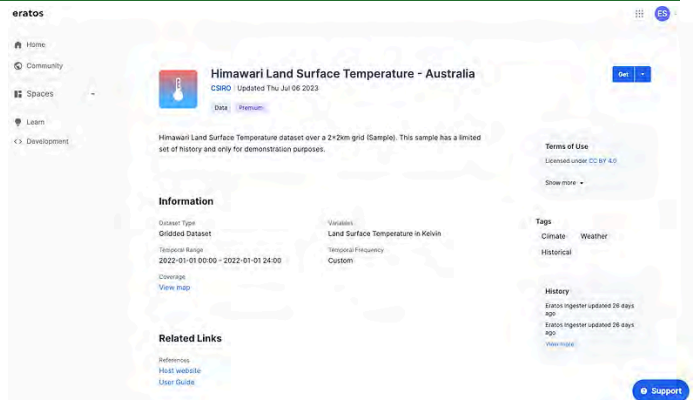 eratos
ES
Home
Community
Spaces
Learn
Development
Himawari Land Surface Temperature - Australia
CSIRO Updated Thu Jul 06 2023
Data Premium
Get
Himawari Land Surface Temperature dataset over a 2*2km grid (Sample). This sample has a limited
set of history and only for demonstration purposes.
Information
Dataset Type
Gridded Dataset
Variables
Land Surface Temperature in Kelvin
Temporal Range
2022-01-01 00:00 - 2022-01-01 24:00
Temporal Frequency
Custom
Coverage
View map
Related Links
References
Host website
User Guide
Terms of Use
Licensed under CC BY 4.0
Show more
Tags
Climate Weather
Historical
History
Eratos Ingester updated 26 days
ago
Eratos Ingester updated 26 days
ago
View more
Support